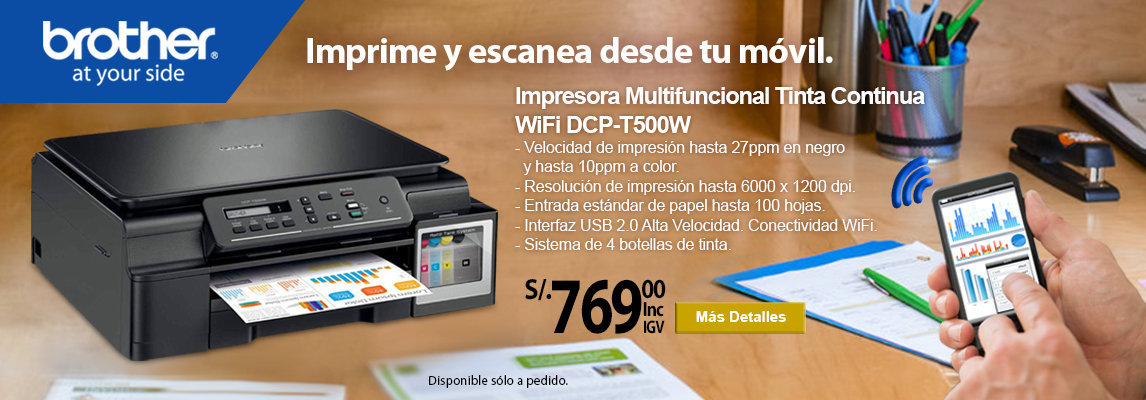 brother®
at your side
Imprime y escanea desde tu móvil.
Impresora Multifuncional Tinta Continua
WiFi DCP-T500W
- Velocidad de impresión hasta 27ppm en negro
y hasta 10ppm a color.
- Resolución de impresión hasta 6000 x 1200 dpi.
- Entrada estándar de papel hasta 100 hojas.
- Interfaz USB 2.0 Alta Velocidad. Conectividad WiFi.
- Sistema de 4 botellas de tinta.
S/.769.00
Inc
IGV
Más Detalles
Disponible sólo a pedido.
brother